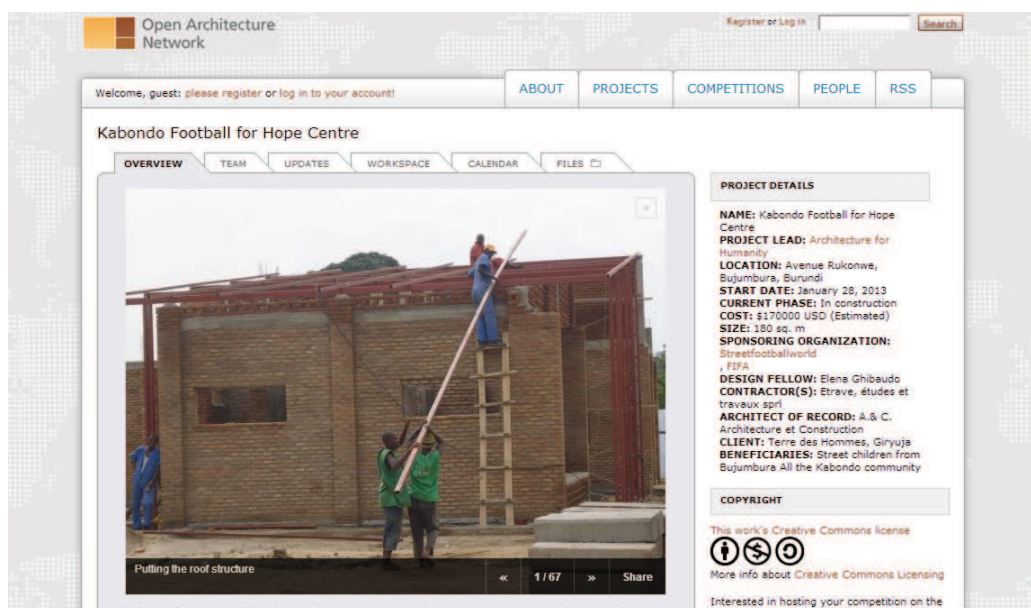 Open Architecture
Network
Register or Log in
Search
Welcome, guest: please register or log in to your account!
ABOUT
PROJECTS
COMPETITIONS
PEOPLE
RSS
Kabondo Football for Hope Centre
OVERVIEW
TEAM
UPDATES
WORKSPACE
CALENDAR
FILES
Putting the roof structure
«
1 / 67
»
Share
PROJECT DETAILS
NAME: Kabondo Football for Hope
Centre
PROJECT LEAD: Architecture for
Humanity
LOCATION: Avenue Rukonwe,
Bujumbura, Burundi
START DATE: January 28, 2013
CURRENT PHASE: In construction
COST: $170000 USD (Estimated)
SIZE: 180 sq. m
SPONSORING ORGANIZATION:
Streetfootballworld
, FIFA
DESIGN FELLOW: Elena Ghibaudo
CONTRACTOR(S): Etrave, études et
travaux sprl
ARCHITECT OF RECORD: A.& C.
Architecture et Construction
CLIENT: Terre des Hommes, Giryuja
BENEFICIARIES: Street children from
Bujumbura All the Kabondo community
COPYRIGHT
This work's Creative Commons license
More info about Creative Commons Licensing
Interested in hosting your competition on the